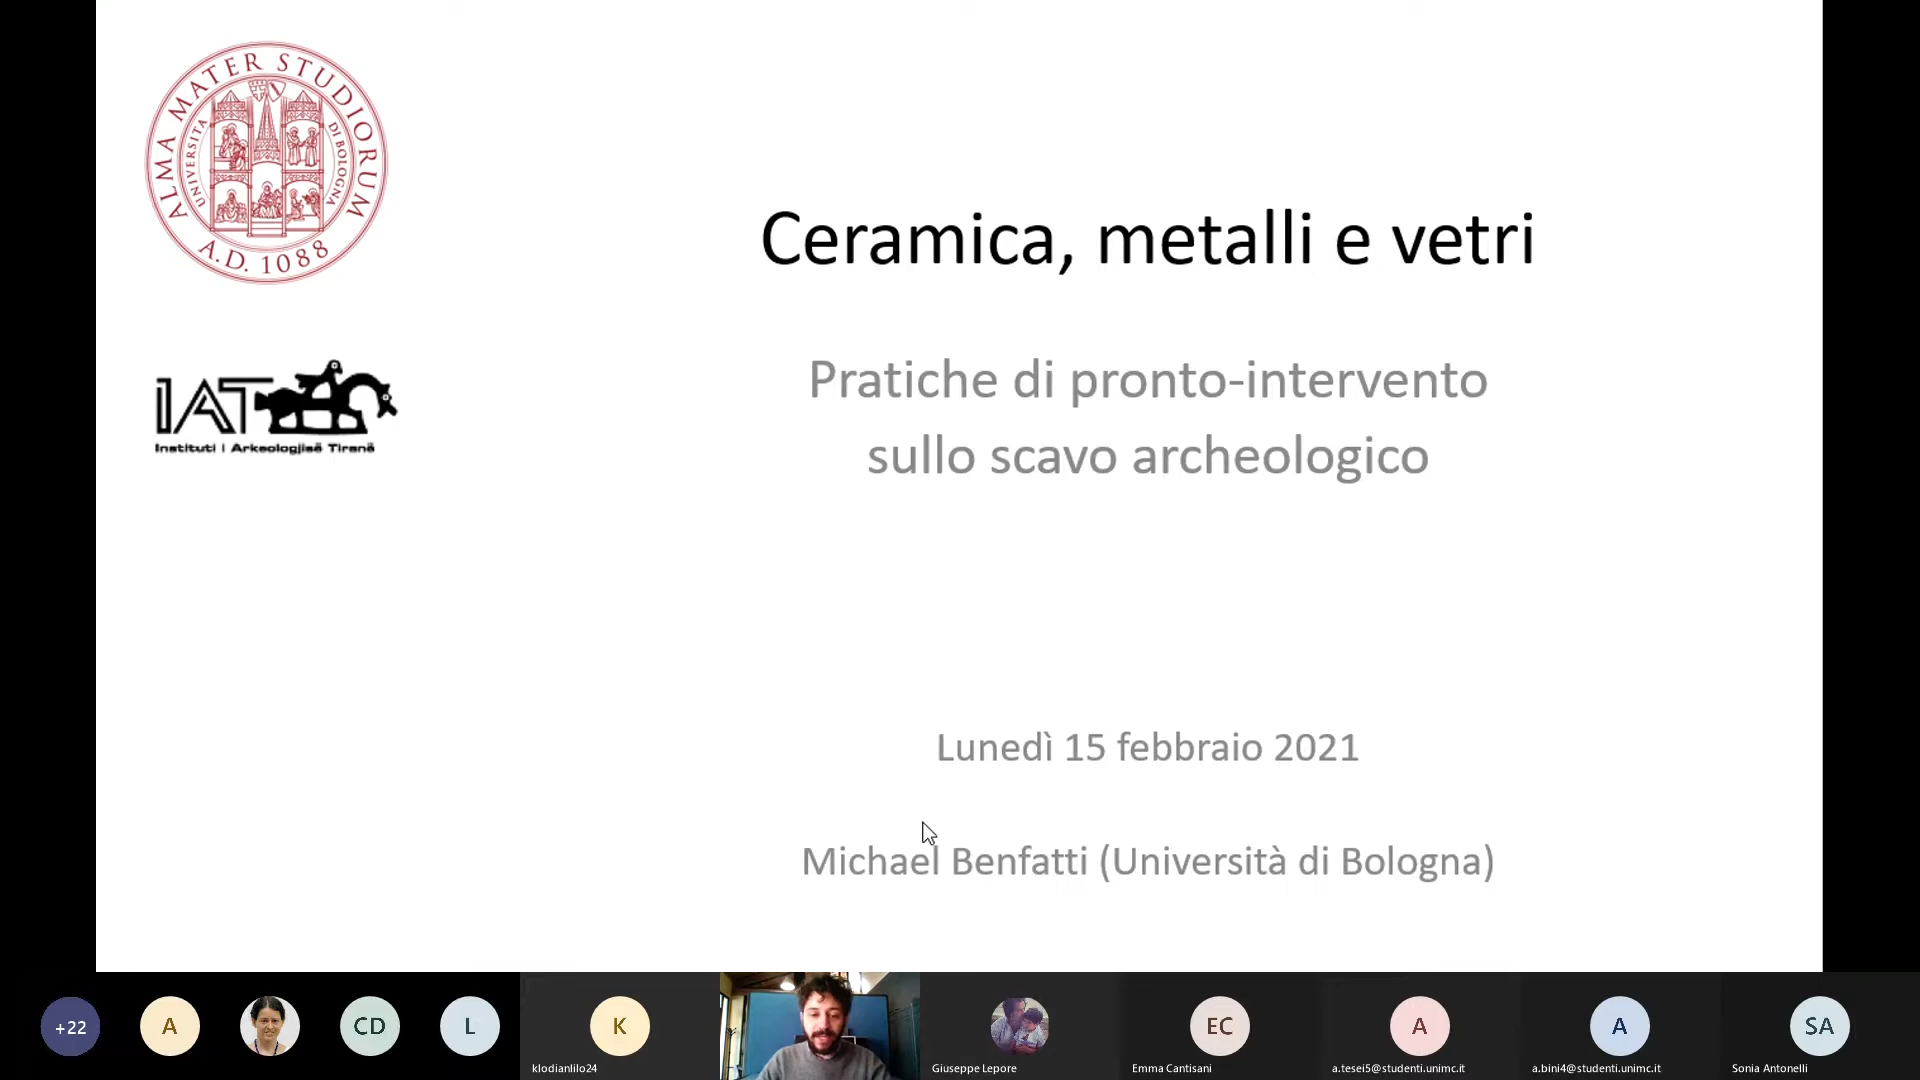 ALMA MATER STUDIORUM
UNIVERSITÀ DI BOLOGNA
A.D. 1088
IAT
Instituti i Arkeologjisë Tiranë
Ceramica, metalli e vetri
Pratiche di pronto-intervento
sullo scavo archeologico
Lunedì 15 febbraio 2021
Michael Benfatti (Università di Bologna)
+22
A
CD
L
K
EC
A
A
SA
klodianlilo24
Giuseppe Lepore
Emma Cantisani
a.tesei5@studenti.unimc.it
a.bini4@studenti.unimc.it
Sonia Antonelli